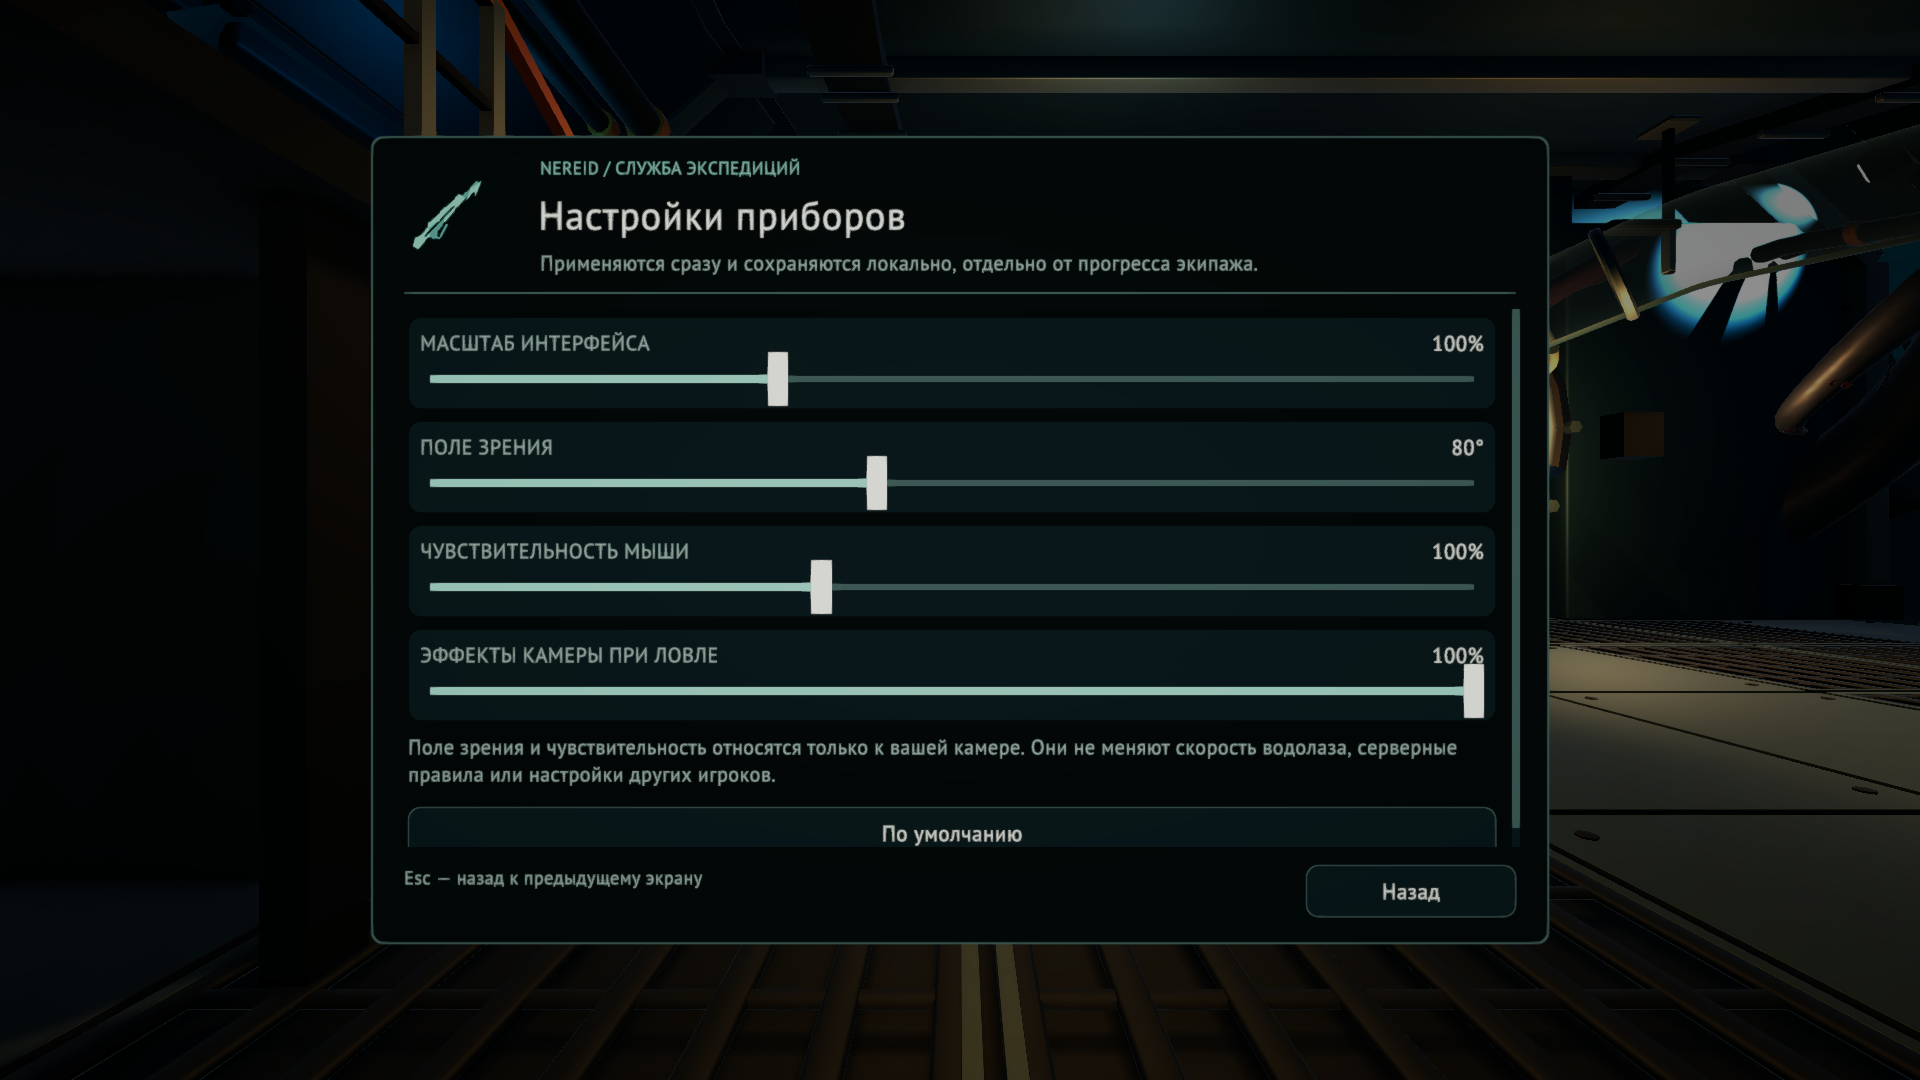 NEREID / СЛУЖБА ЭКСПЕДИЦИЙ
Настройки приборов
Применяются сразу и сохраняются локально, отдельно от прогресса экипажа.
МАСШТАБ ИНТЕРФЕЙСА 100%
ПОЛЕ ЗРЕНИЯ 80°
ЧУВСТВИТЕЛЬНОСТЬ МЫШИ 100%
ЭФФЕКТЫ КАМЕРЫ ПРИ ЛОВЛЕ 100%
Поле зрения и чувствительность относятся только к вашей камере. Они не меняют скорость водолаза, серверные
правила или настройки других игроков.
По умолчанию
Esc — назад к предыдущему экрану
Назад